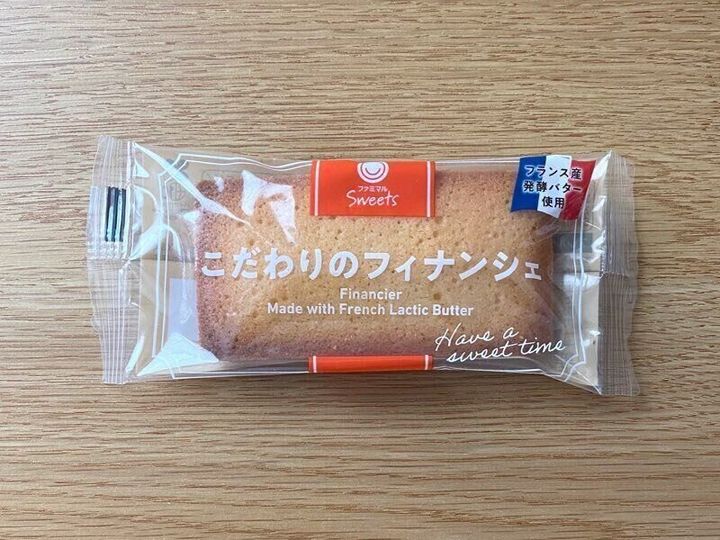 ファミマル
Sweets
フランス産
発酵バター
使用
こだわりのフィナンシェ
Financier
Made with French Lactic Butter
Have a
sweet time